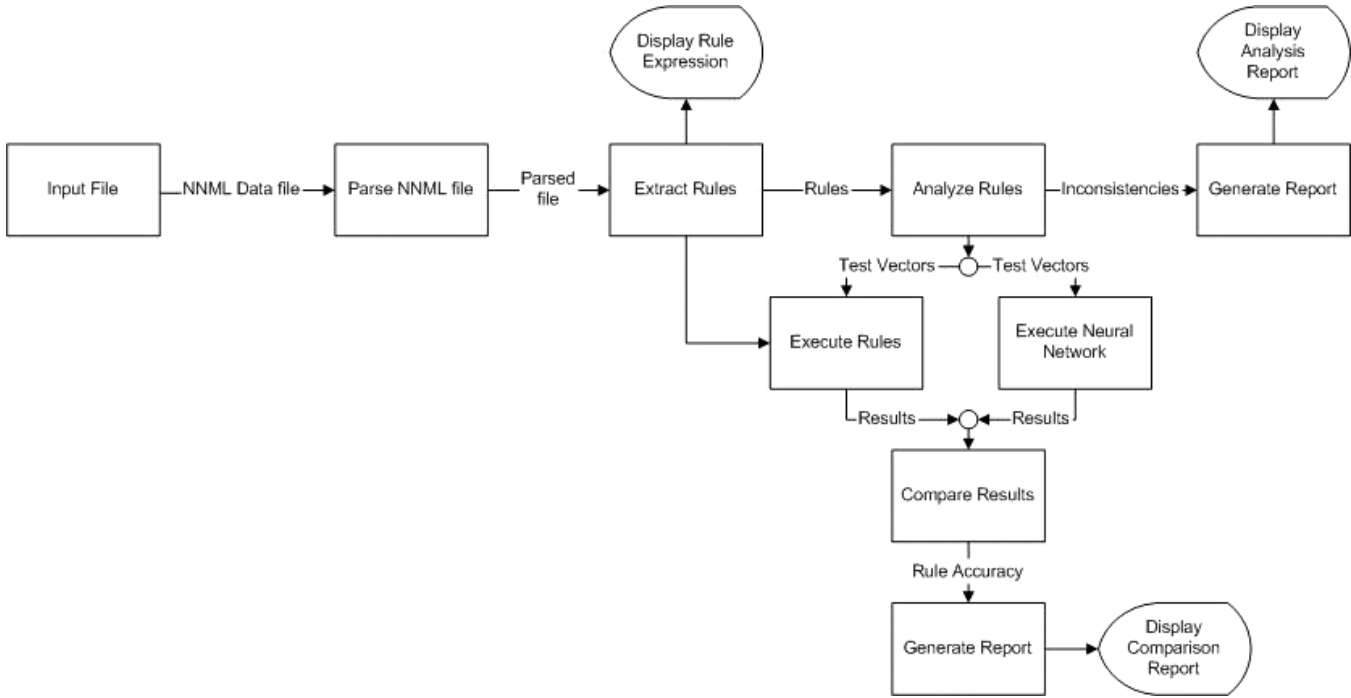 Display Rule
Expression
Display
Analysis
Report
Input File
NNML Data file
Parse NNML file
Parsed
file
Extract Rules
Rules
Analyze Rules
Inconsistencies
Generate Report
Test Vectors
Test Vectors
Execute Rules
Execute Neural
Network
Results
Results
Compare Results
Rule Accuracy
Generate Report
Display
Comparison
Report